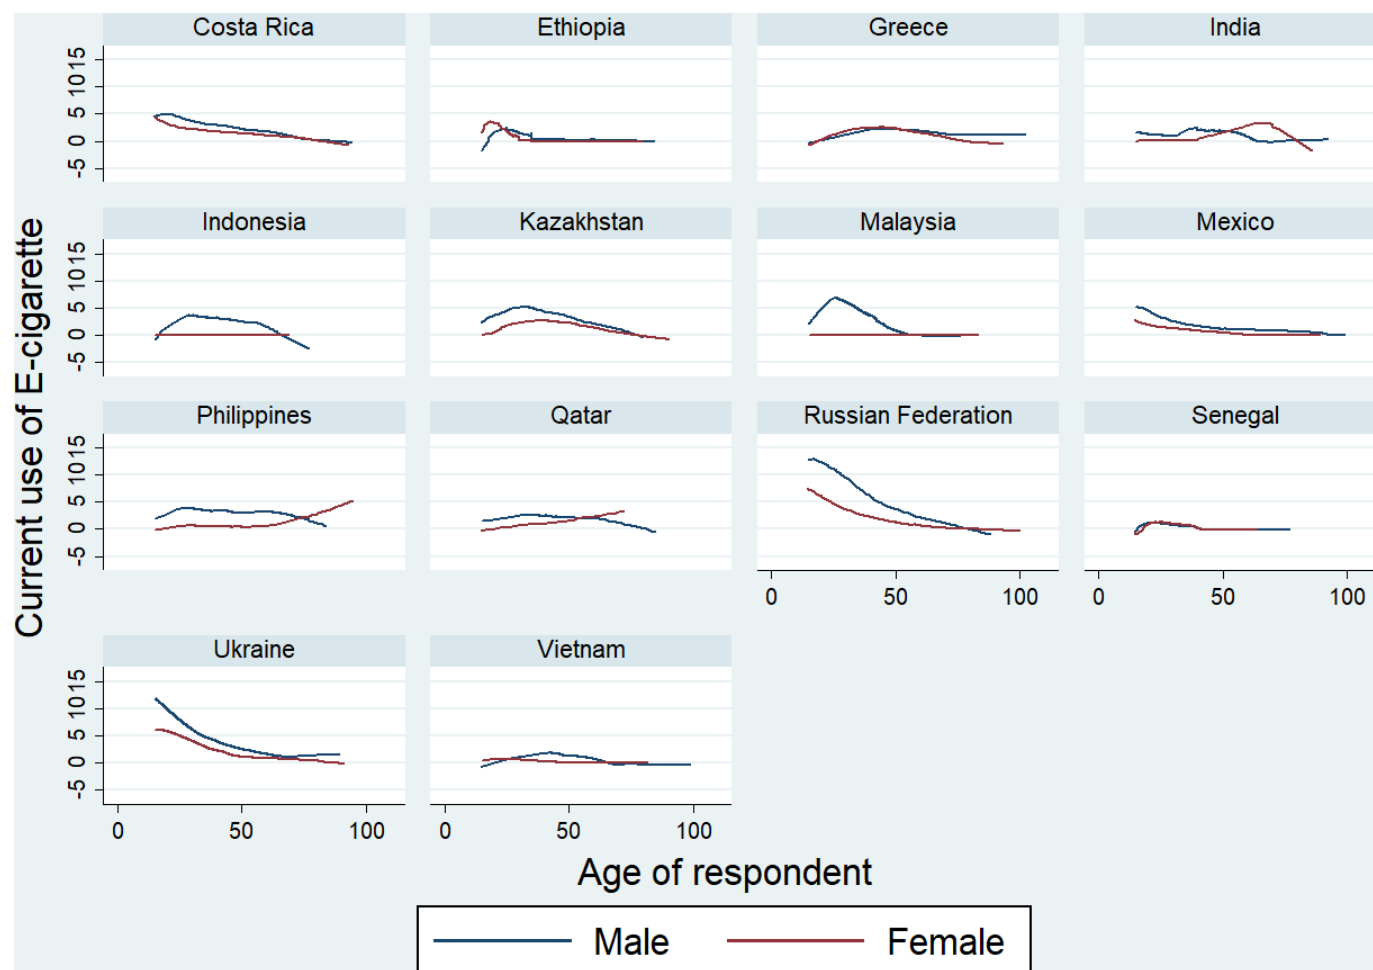 Costa Rica Ethiopia Greece India
-5 0 5 10 15
Indonesia Kazakhstan Malaysia Mexico
-5 0 5 10 15
Philippines Qatar Russian Federation Senegal
-5 0 5 10 15
0 50 100 0 50 100
Ukraine Vietnam
-5 0 5 10 15
0 50 100 0 50 100
Current use of E-cigarette
Age of respondent
Male Female